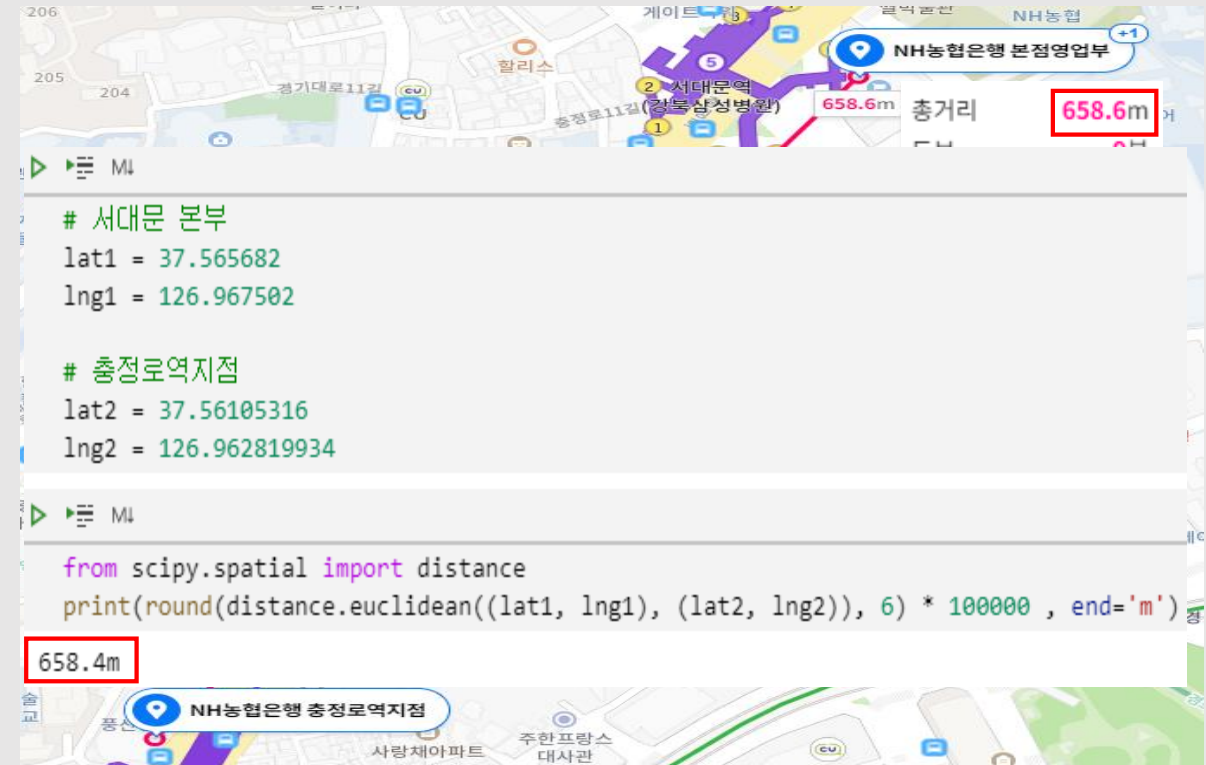 206
게이트
NH농협
(+1)
3
NH농협은행 본점영업부
할리스
5
205
204
경기대로11길
CU
2 서대문역
(강북삼성병원)
충정로11길
1
658.6m
총거리
658.6m
도보
M↓
# 서대문 본부
lat1 = 37.565682
lng1 = 126.967502
# 충정로역지점
lat2 = 37.56105316
lng2 = 126.962819934
M↓
from scipy.spatial import distance
print(round(distance.euclidean((lat1, lng1), (lat2, lng2)), 6) * 100000 , end='m')
658.4m
NH농협은행 충정로역지점
사랑채아파트
주한프랑스
대사관
CU